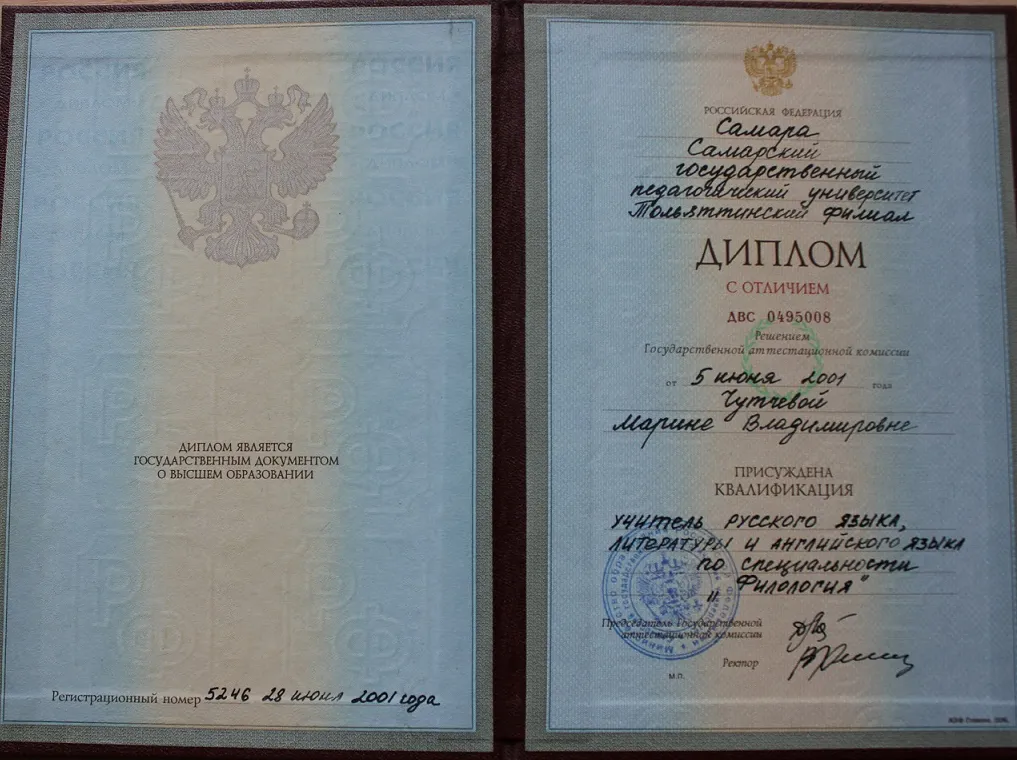 ДИПЛОМ ЯВЛЯЕТСЯ
ГОСУДАРСТВЕННЫМ ДОКУМЕНТОМ
О ВЫСШЕМ ОБРАЗОВАНИИ
Регистрационный номер 5246 28 июня 2001 года
РОССИЙСКАЯ ФЕДЕРАЦИЯ
Самара
Самарский
государственный
педагогический университет
Тольяттинский филиал
ДИПЛОМ
С ОТЛИЧИЕМ
ДВС 0495008
Решением
Государственной аттестационной комиссии
от 5 июня 2001 года
Чутчевой
Марине Владимировне
ПРИСУЖДЕНА
КВАЛИФИКАЦИЯ
УЧИТЕЛЬ РУССКОГО ЯЗЫКА,
ЛИТЕРАТУРЫ И АНГЛИЙСКОГО ЯЗЫКА
по специальности
"Филология"
Председатель Государственной
аттестационной комиссии
Ректор
М.П.